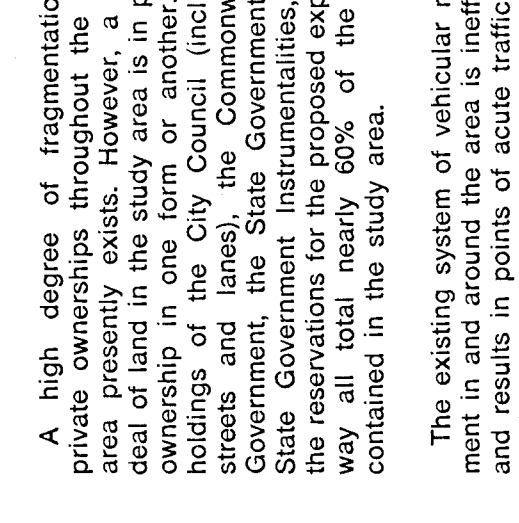 A high degree of fragmentatio
private ownerships throughout the
area presently exists. However, a
deal of land in the study area is in p
ownership in one form or another.
holdings of the City Council (incl
streets and lanes), the Commonw
Government, the State Government
State Government Instrumentalities,
the reservations for the proposed exp
way all total nearly 60% of the
contained in the study area.
The existing system of vehicular
ment in and around the area is ineff
and results in points of acute traffic